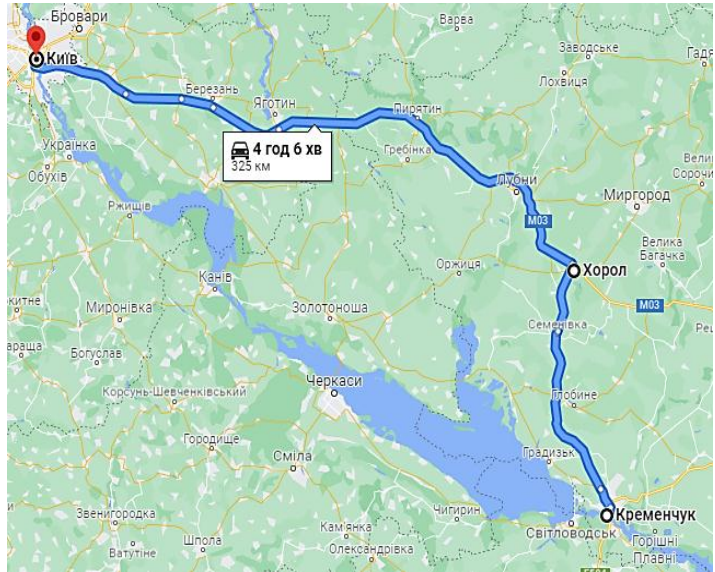 Бровари
Варва
Київ
Заводське
Гадя
Березань
Лохвиця
Яготин
Пирятин
4 год 6 хв
325 км
Гребінка
Українка
Обухів
Лубни
Миргород
Ржищів
M03
Велика
Багачка
Оржиця
Хорол
Канів
M03
Миронівка
Золотоноша
Семенівка
Богуслав
Черкаси
Корсунь-Шевченківський
Глобине
Городище
Градизьк
Сміла
Звенигородка
Чигирин
Кременчук
Світловодськ
Кам'янка
Горішні
Плавні
Шпола
Ватутіне
Олександрівка